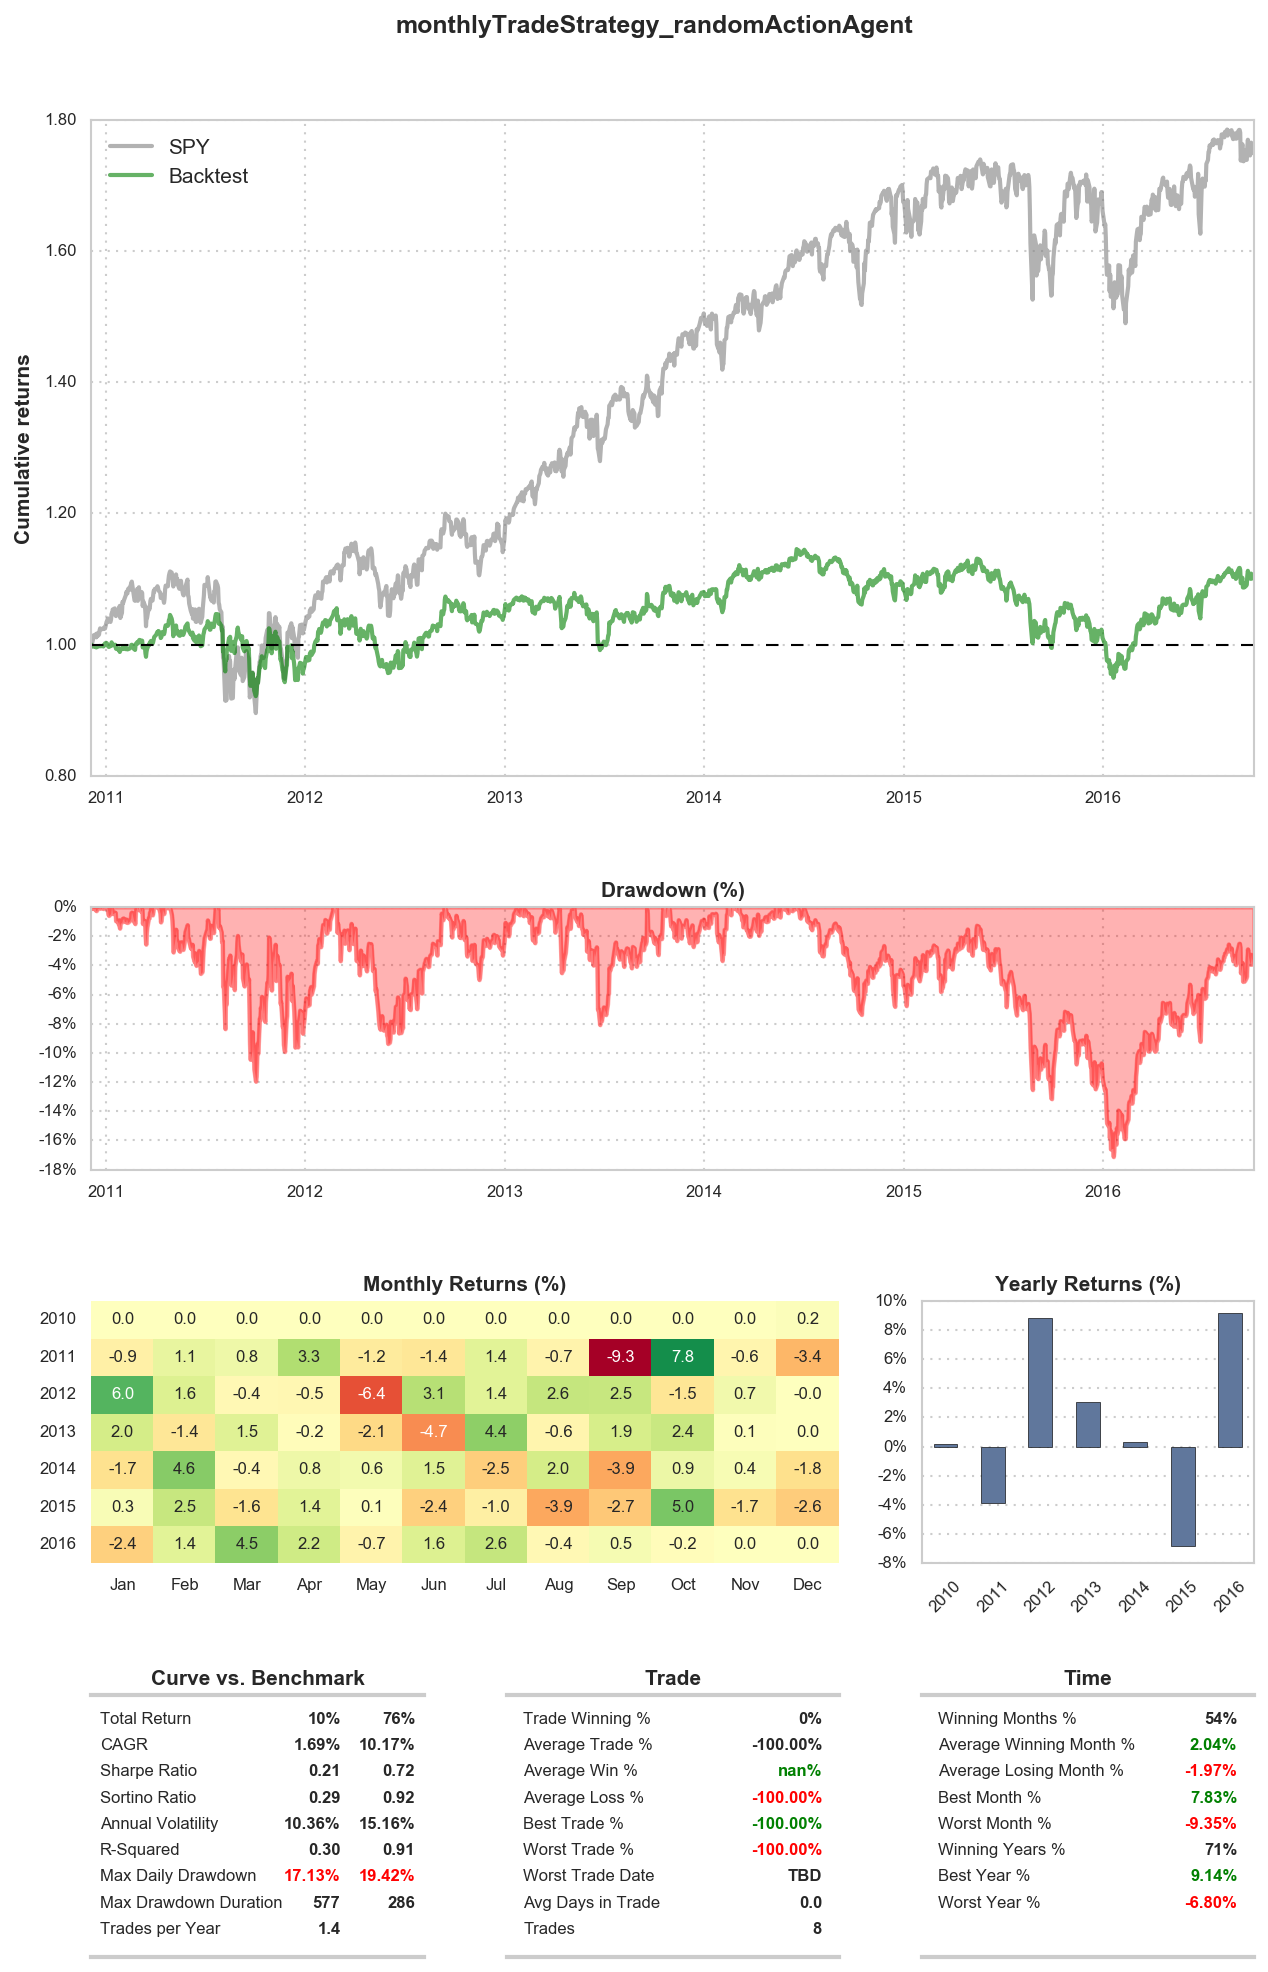 monthlyTradeStrategy_randomActionAgent
1.80
SPY
Backtest
1.60
1.40
Cumulative returns
1.20
1.00
0.80
2011 2012 2013 2014 2015 2016
Drawdown (%)
0%
-2%
-4%
-6%
-8%
-10%
-12%
-14%
-16%
-18%
2011 2012 2013 2014 2015 2016
Monthly Returns (%)
2010 0.0 0.0 0.0 0.0 0.0 0.0 0.0 0.0 0.0 0.0 0.0 0.2
2011 -0.9 1.1 0.8 3.3 -1.2 -1.4 1.4 -0.7 -9.3 7.8 -0.6 -3.4
2012 6.0 1.6 -0.4 -0.5 -6.4 3.1 1.4 2.6 2.5 -1.5 0.7 -0.0
2013 2.0 -1.4 1.5 -0.2 -2.1 -4.7 4.4 -0.6 1.9 2.4 0.1 0.0
2014 -1.7 4.6 -0.4 0.8 0.6 1.5 -2.5 2.0 -3.9 0.9 0.4 -1.8
2015 0.3 2.5 -1.6 1.4 0.1 -2.4 -1.0 -3.9 -2.7 5.0 -1.7 -2.6
2016 -2.4 1.4 4.5 2.2 -0.7 1.6 2.6 -0.4 0.5 -0.2 0.0 0.0
Jan Feb Mar Apr May Jun Jul Aug Sep Oct Nov Dec
Yearly Returns (%)
10%
8%
6%
4%
2%
0%
-2%
-4%
-6%
-8%
2010 2011 2012 2013 2014 2015 2016
Curve vs. Benchmark
Total Return 10% 76%
CAGR 1.69% 10.17%
Sharpe Ratio 0.21 0.72
Sortino Ratio 0.29 0.92
Annual Volatility 10.36% 15.16%
R-Squared 0.30 0.91
Max Daily Drawdown 17.13% 19.42%
Max Drawdown Duration 577 286
Trades per Year 1.4
Trade
Trade Winning % 0%
Average Trade % -100.00%
Average Win % nan%
Average Loss % -100.00%
Best Trade % -100.00%
Worst Trade % -100.00%
Worst Trade Date TBD
Avg Days in Trade 0.0
Trades 8
Time
Winning Months % 54%
Average Winning Month % 2.04%
Average Losing Month % -1.97%
Best Month % 7.83%
Worst Month % -9.35%
Winning Years % 71%
Best Year % 9.14%
Worst Year % -6.80%